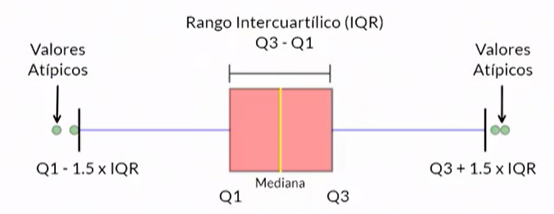 Rango Intercuartílico (IQR)
Q3 - Q1
Valores
Atípicos
Valores
Atípicos
Q1 - 1.5 x IQR
Q3 + 1.5 x IQR
Mediana
Q1
Q3